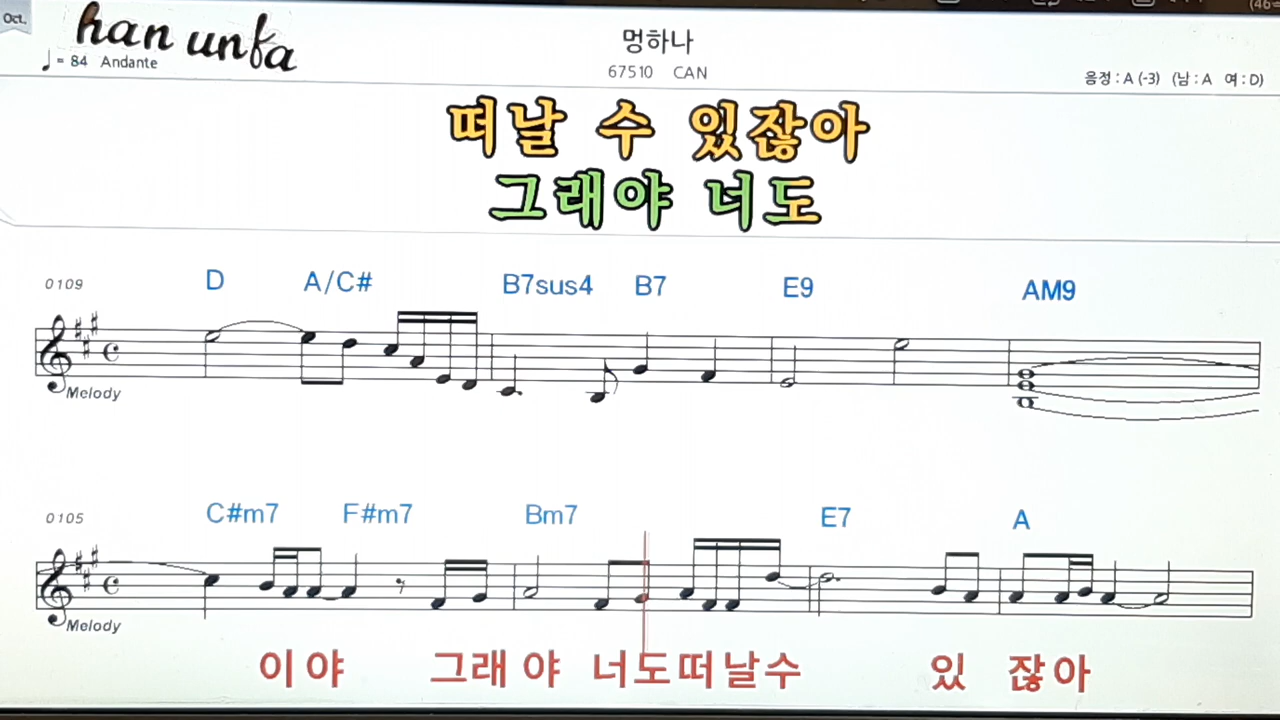 Oct.
han unfa
♩ = 84 Andante
멍하나
67510 CAN
음정 : A (-3) (남 : A 여 : D)
떠날 수 있잖아
그래야 너도
0109
D A/C# B7sus4 B7 E9 AM9
Melody
0105
C#m7 F#m7 Bm7 E7 A
Melody
이야 그래야 너도떠날수 있 잖아